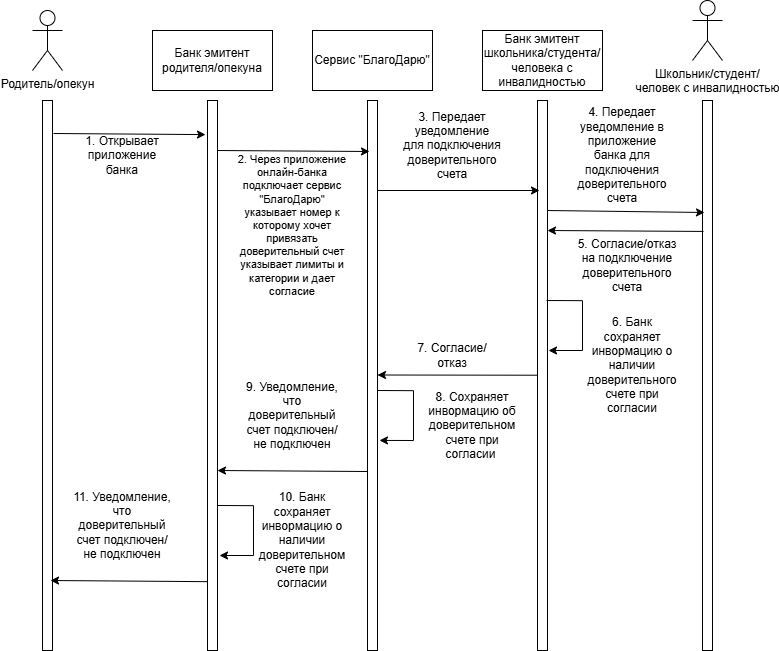 Родитель/опекун
Банк эмитент
родителя/опекуна
Сервис "БлагоДарю"
Банк эмитент
школьника/студента/
человека с
инвалидностью
Школьник/студент/
человек с инвалидностью
1. Открывает
приложение
банка
2. Через приложение
онлайн-банка
подключает сервис
"БлагоДарю"
указывает номер к
которому хочет
привязать
доверительный счет
указывает лимиты и
категории и дает
согласие
3. Передает
уведомление
для подключения
доверительного
счета
4. Передает
уведомление в
приложение
банка для
подключения
доверительного
счета
5. Согласие/отказ
на подключение
доверительного
счета
6. Банк
сохраняет
инвормацию о
наличии
доверительного
счете при
согласии
7. Согласие/
отказ
8. Сохраняет
инвормацию об
доверительном
счете при
согласии
9. Уведомление,
что
доверительный
счет подключен/
не подключен
10. Банк
сохраняет
инвормацию о
наличии
доверительном
счете при
согласии
11. Уведомление,
что
доверительный
счет подключен/
не подключен